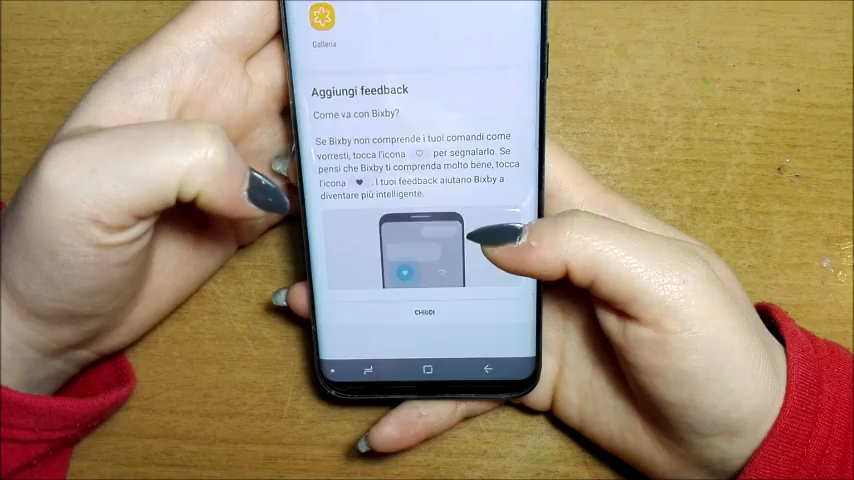 Galleria
Aggiungi feedback
Come va con Bixby?
Se Bixby non comprende i tuoi comandi come
vorresti, tocca l'icona ♡ per segnalarlo. Se
pensi che Bixby ti comprenda molto bene, tocca
l'icona ♥. I tuoi feedback aiutano Bixby a
diventare più intelligente.
CHIUDI